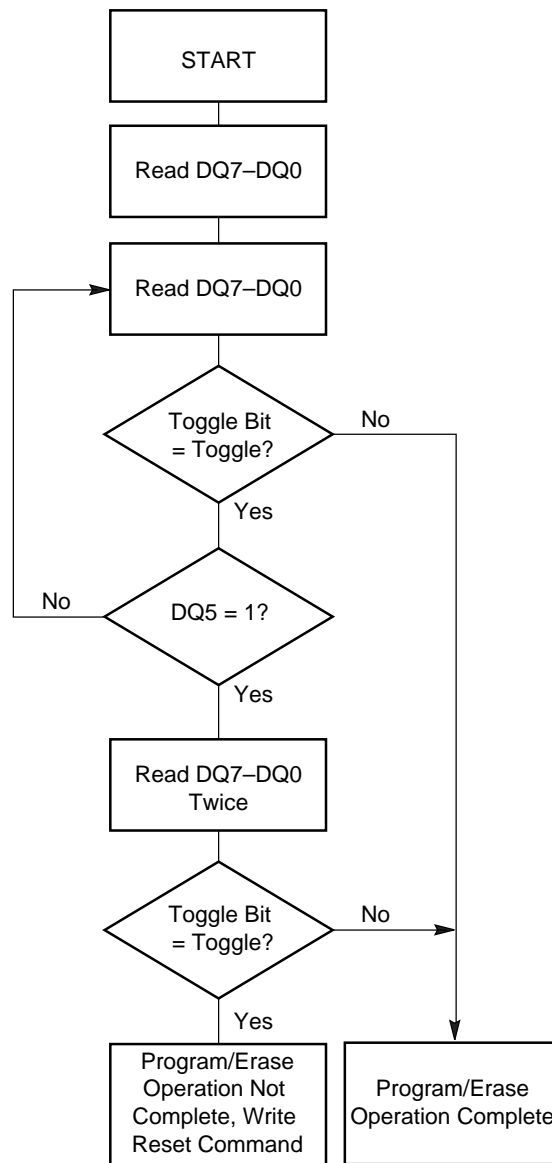 START
Read DQ7–DQ0
Read DQ7–DQ0
Toggle Bit
= Toggle?
No
Yes
No
DQ5 = 1?
Yes
Read DQ7–DQ0
Twice
Toggle Bit
= Toggle?
No
Yes
Program/Erase
Operation Not
Complete, Write
Reset Command
Program/Erase
Operation Complete